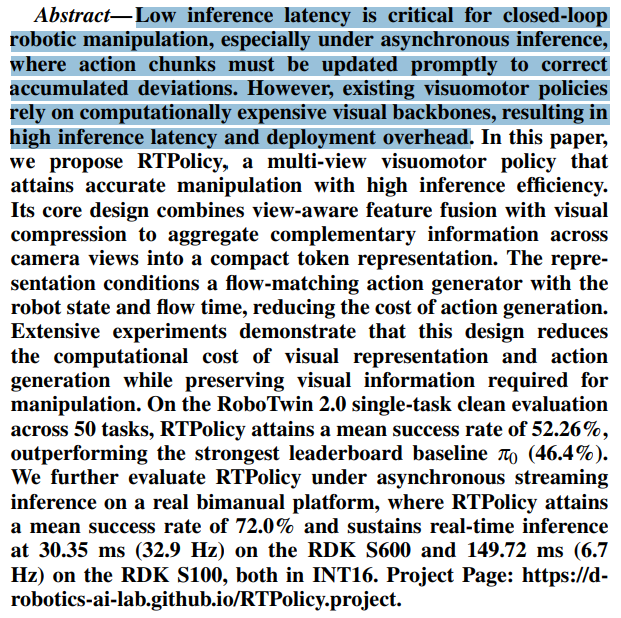 Abstract—Low inference latency is critical for closed-loop
robotic manipulation, especially under asynchronous inference,
where action chunks must be updated promptly to correct
accumulated deviations. However, existing visuomotor policies
rely on computationally expensive visual backbones, resulting in
high inference latency and deployment overhead. In this paper,
we propose RTPolicy, a multi-view visuomotor policy that
attains accurate manipulation with high inference efficiency.
Its core design combines view-aware feature fusion with visual
compression to aggregate complementary information across
camera views into a compact token representation. The repre-
sentation conditions a flow-matching action generator with the
robot state and flow time, reducing the cost of action generation.
Extensive experiments demonstrate that this design reduces
the computational cost of visual representation and action
generation while preserving visual information required for
manipulation. On the RoboTwin 2.0 single-task clean evaluation
across 50 tasks, RTPolicy attains a mean success rate of 52.26%,
outperforming the strongest leaderboard baseline π0 (46.4%).
We further evaluate RTPolicy under asynchronous streaming
inference on a real bimanual platform, where RTPolicy attains
a mean success rate of 72.0% and sustains real-time inference
at 30.35 ms (32.9 Hz) on the RDK S600 and 149.72 ms (6.7
Hz) on the RDK S100, both in INT16. Project Page: https://d-
robotics-ai-lab.github.io/RTPolicy.project.